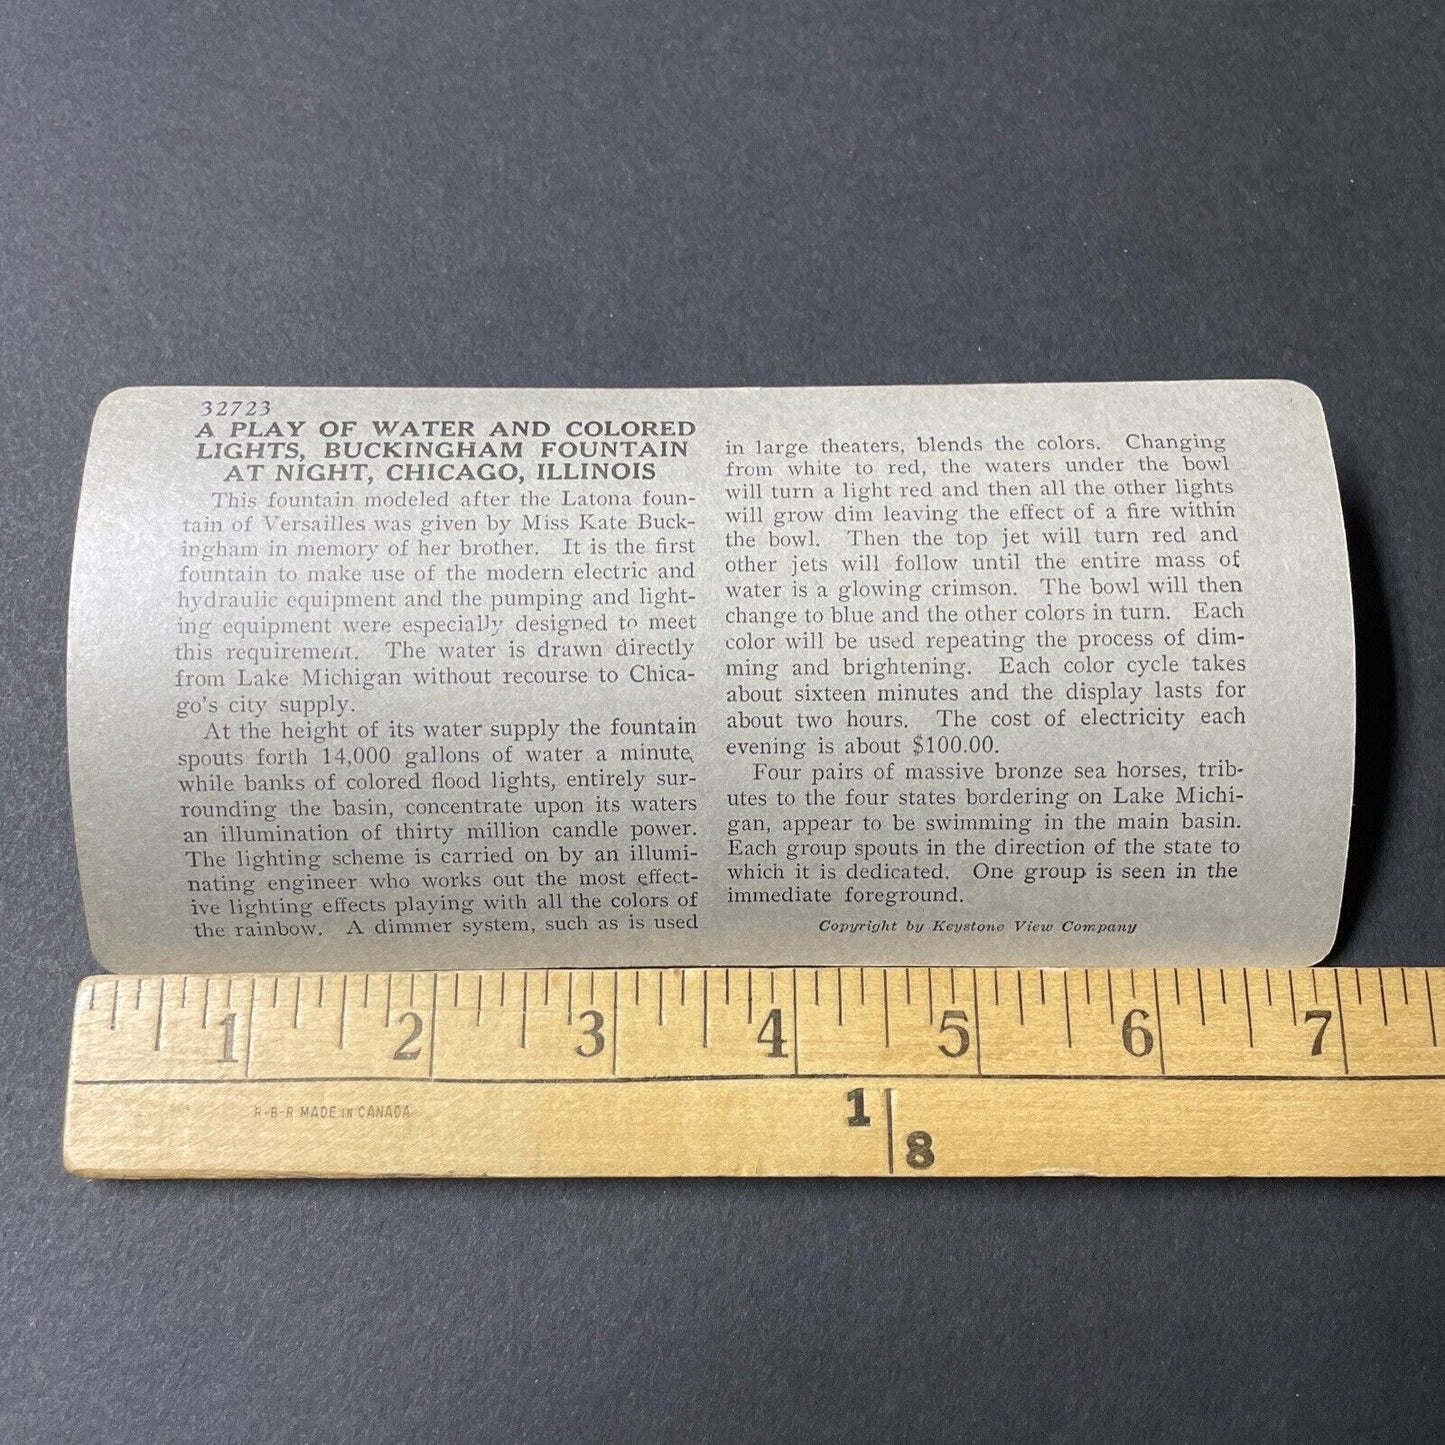 32723
A PLAY OF WATER AND COLORED
LIGHTS, BUCKINGHAM FOUNTAIN
AT NIGHT, CHICAGO, ILLINOIS
This fountain modeled after the Latona foun-
tain of Versailles was given by Miss Kate Buck-
ingham in memory of her brother. It is the first
fountain to make use of the modern electric and
hydraulic equipment and the pumping and light-
ing equipment were especially designed to meet
this requirement. The water is drawn directly
from Lake Michigan without recourse to Chica-
go's city supply.
At the height of its water supply the fountain
spouts forth 14,000 gallons of water a minute,
while banks of colored flood lights, entirely sur-
rounding the basin, concentrate upon its waters
an illumination of thirty million candle power.
The lighting scheme is carried on by an illumi-
nating engineer who works out the most effect-
ive lighting effects playing with all the colors of
the rainbow. A dimmer system, such as is used
in large theaters, blends the colors. Changing
from white to red, the waters under the bowl
will turn a light red and then all the other lights
will grow dim leaving the effect of a fire within
the bowl. Then the top jet will turn red and
other jets will follow until the entire mass of
water is a glowing crimson. The bowl will then
change to blue and the other colors in turn. Each
color will be used repeating the process of dim-
ming and brightening. Each color cycle takes
about sixteen minutes and the display lasts for
about two hours. The cost of electricity each
evening is about $100.00.
Four pairs of massive bronze sea horses, trib-
utes to the four states bordering on Lake Michi-
gan, appear to be swimming in the main basin.
Each group spouts in the direction of the state to
which it is dedicated. One group is seen in the
immediate foreground.
Copyright by Keystone View Company
1 2 3 4 5 6 7
R-B-R MADE IN CANADA
1
8